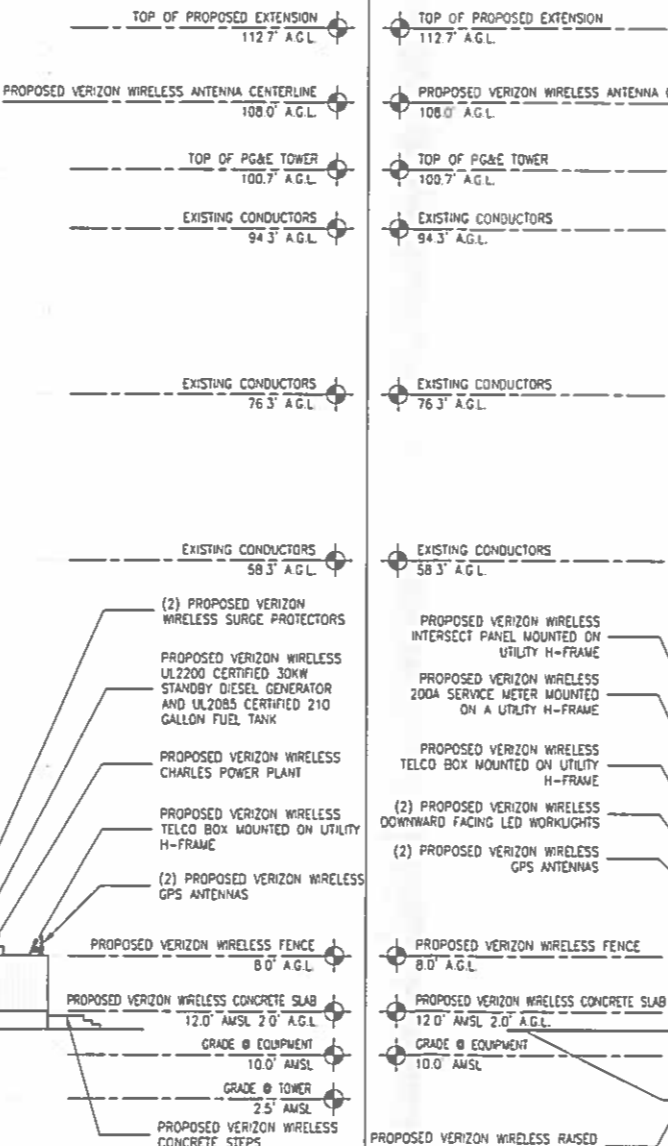 TOP OF PROPOSED EXTENSION
112.7' A.G.L.
PROPOSED VERIZON WIRELESS ANTENNA CENTERLINE
108.0' A.G.L.
TOP OF PG&E TOWER
100.7' A.G.L.
EXISTING CONDUCTORS
94.3' A.G.L.
EXISTING CONDUCTORS
76.3' A.G.L.
EXISTING CONDUCTORS
58.3' A.G.L.
(2) PROPOSED VERIZON
WIRELESS SURGE PROTECTORS
PROPOSED VERIZON WIRELESS
UL2200 CERTIFIED 30KW
STANDBY DIESEL GENERATOR
AND UL2085 CERTIFIED 210
GALLON FUEL TANK
PROPOSED VERIZON WIRELESS
CHARLES POWER PLANT
PROPOSED VERIZON WIRELESS
TELCO BOX MOUNTED ON UTILITY
H-FRAME
(2) PROPOSED VERIZON WIRELESS
GPS ANTENNAS
PROPOSED VERIZON WIRELESS FENCE
8.0' A.G.L.
PROPOSED VERIZON WIRELESS CONCRETE SLAB
12.0' AMSL 2.0' A.G.L.
GRADE @ EQUIPMENT
10.0' AMSL
GRADE @ TOWER
2.5' AMSL
PROPOSED VERIZON WIRELESS
CONCRETE STEPS
TOP OF PROPOSED EXTENSION
112.7' A.G.L.
PROPOSED VERIZON WIRELESS ANTENNA
108.0' A.G.L.
TOP OF PG&E TOWER
100.7' A.G.L.
EXISTING CONDUCTORS
94.3' A.G.L.
EXISTING CONDUCTORS
76.3' A.G.L.
EXISTING CONDUCTORS
58.3' A.G.L.
PROPOSED VERIZON WIRELESS
INTERSECT PANEL MOUNTED ON
UTILITY H-FRAME
PROPOSED VERIZON WIRELESS
200A SERVICE METER MOUNTED
ON A UTILITY H-FRAME
PROPOSED VERIZON WIRELESS
TELCO BOX MOUNTED ON UTILITY
H-FRAME
(2) PROPOSED VERIZON WIRELESS
DOWNWARD FACING LED WORKLIGHTS
(2) PROPOSED VERIZON WIRELESS
GPS ANTENNAS
PROPOSED VERIZON WIRELESS FENCE
8.0' A.G.L.
PROPOSED VERIZON WIRELESS CONCRETE SLAB
12.0' AMSL 2.0' A.G.L.
GRADE @ EQUIPMENT
10.0' AMSL
PROPOSED VERIZON WIRELESS RAISED